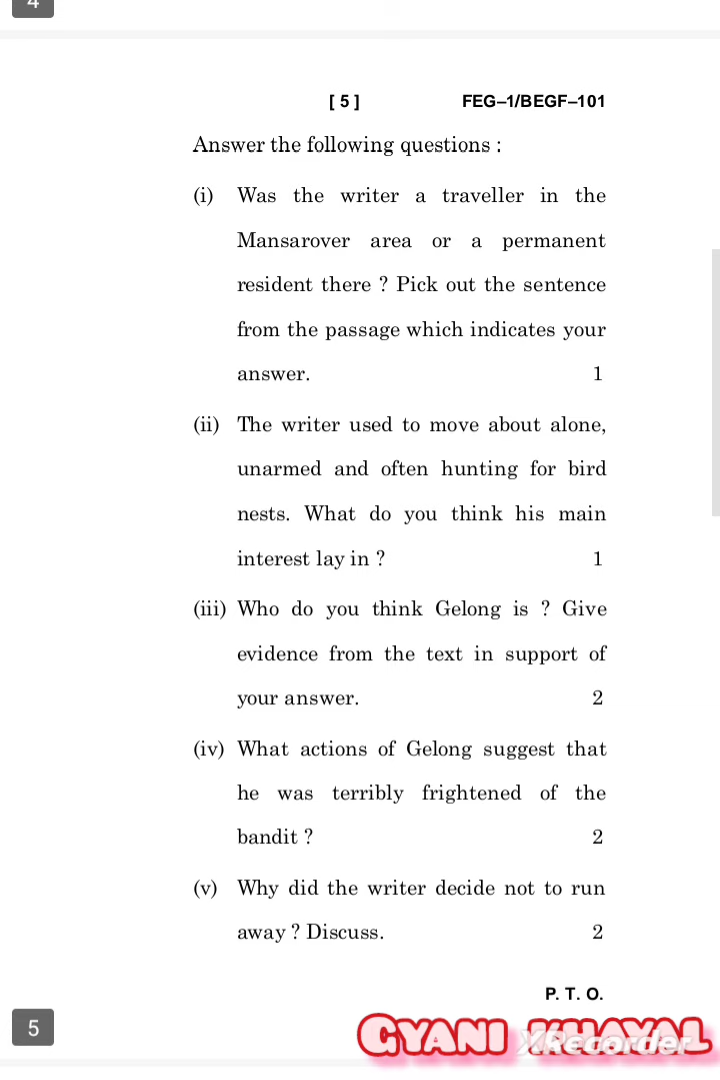 4
[ 5 ] FEG–1/BEGF–101
Answer the following questions :
(i) Was the writer a traveller in the
Mansarover area or a permanent
resident there ? Pick out the sentence
from the passage which indicates your
answer. 1
(ii) The writer used to move about alone,
unarmed and often hunting for bird
nests. What do you think his main
interest lay in ? 1
(iii) Who do you think Gelong is ? Give
evidence from the text in support of
your answer. 2
(iv) What actions of Gelong suggest that
he was terribly frightened of the
bandit ? 2
(v) Why did the writer decide not to run
away ? Discuss. 2
P. T. O.
5
GYANI KHAYAL
XRecorder